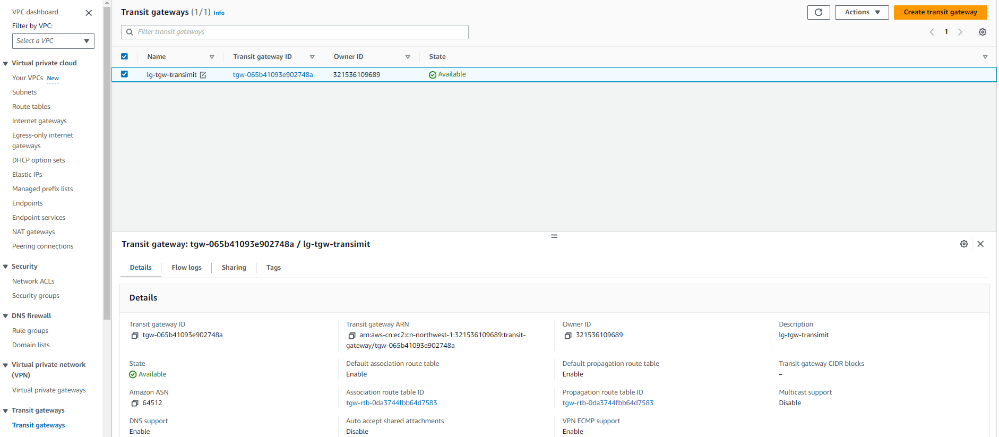 VPC dashboard
Filter by VPC:
Select a VPC
Virtual private cloud
Your VPCs New
Subnets
Route tables
Internet gateways
Egress-only internet
gateways
DHCP option sets
Elastic IPs
Managed prefix lists
Endpoints
Endpoint services
NAT gateways
Peering connections
Security
Network ACLs
Security groups
DNS firewall
Rule groups
Domain lists
Virtual private network
(VPN)
Virtual private gateways
Transit gateways
Transit gateways
Transit gateways (1/1) Info
Actions
Create transit gateway
Filter transit gateways
1
Name Transit gateway ID Owner ID State
lg-tgw-transimit tgw-065b41093e902748a 321536109689 Available
Transit gateway: tgw-065b41093e902748a / lg-tgw-transimit
Details Flow logs Sharing Tags
Details
Transit gateway ID
tgw-065b41093e902748a
Transit gateway ARN
arn:aws-cn:ec2:cn-northwest-1:321536109689:transit-
gateway/tgw-065b41093e902748a
Owner ID
321536109689
Description
lg-tgw-transimit
State
Available
Default association route table
Enable
Default propagation route table
Enable
Transit gateway CIDR blocks
–
Amazon ASN
64512
Association route table ID
tgw-rtb-0da3744fbb64d7583
Propagation route table ID
tgw-rtb-0da3744fbb64d7583
Multicast support
Disable
DNS support
Enable
Auto accept shared attachments
Disable
VPN ECMP support
Enable